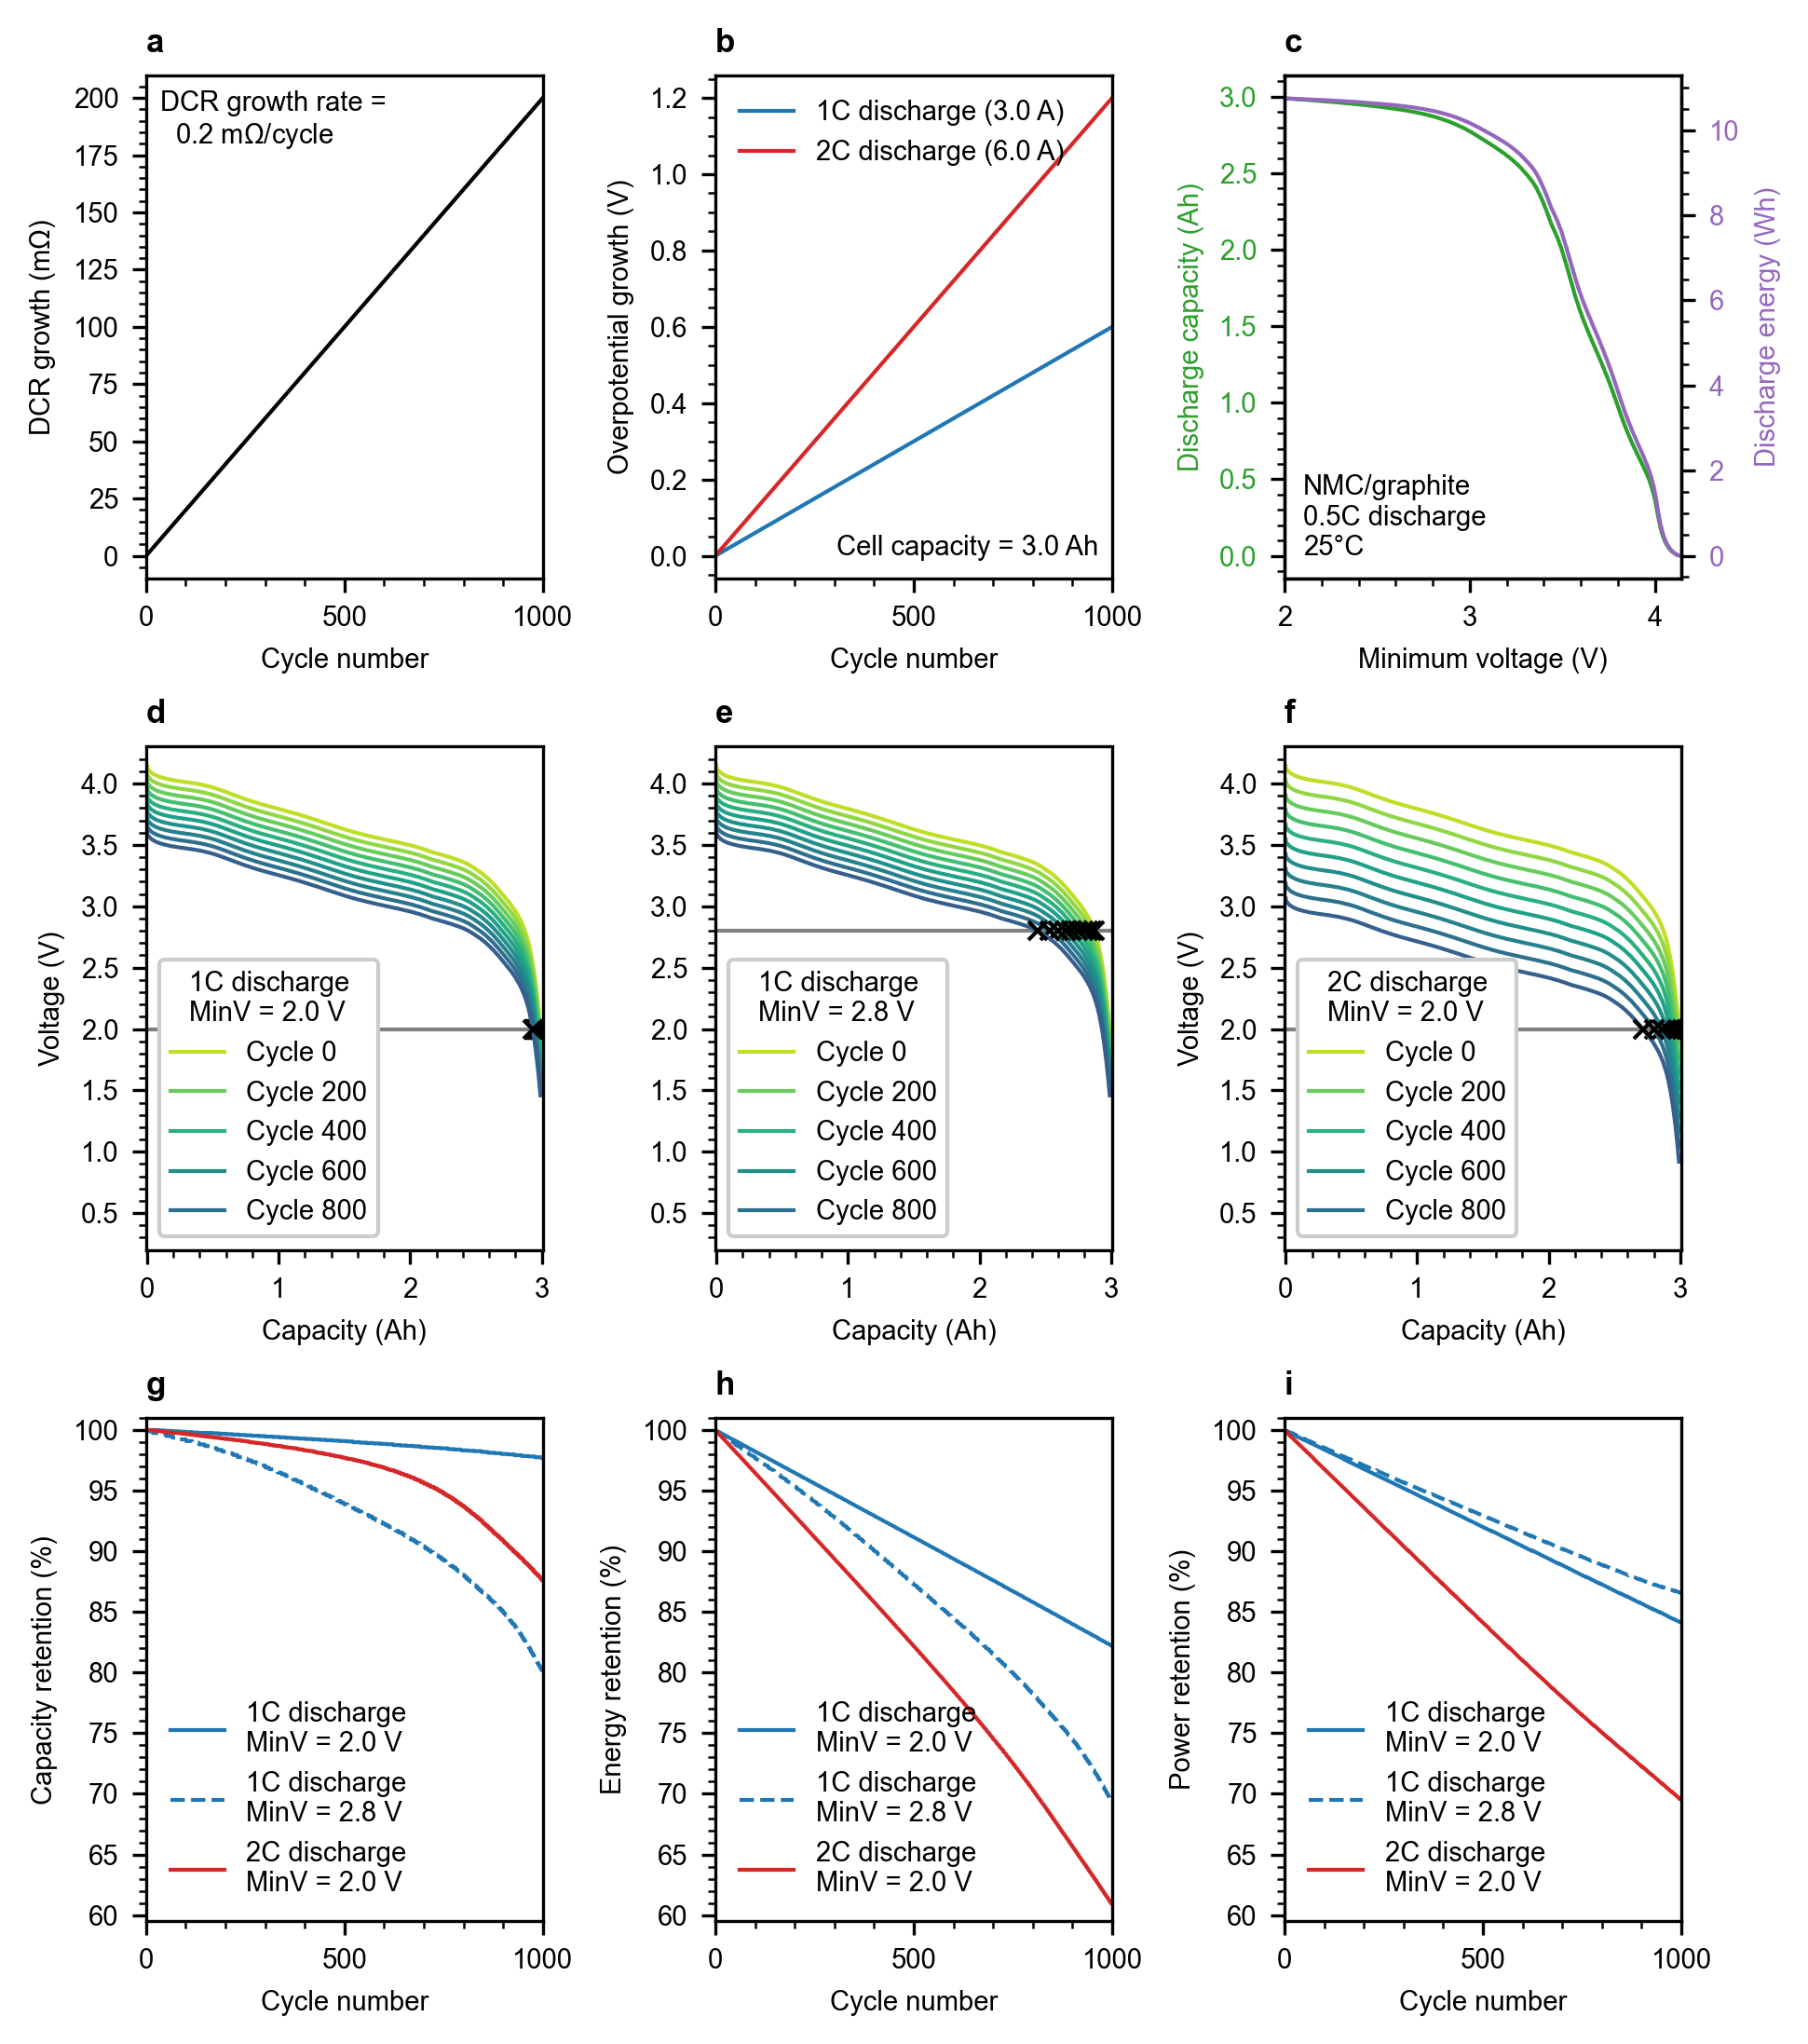 a
DCR growth rate =
0.2 mΩ/cycle
200
175
150
125
100
75
50
25
0
DCR growth (mΩ)
0
500
1000
Cycle number
b
1C discharge (3.0 A)
2C discharge (6.0 A)
Cell capacity = 3.0 Ah
1.2
1.0
0.8
0.6
0.4
0.2
0.0
Overpotential growth (V)
0
500
1000
Cycle number
c
3.0
2.5
2.0
1.5
1.0
0.5
0.0
Discharge capacity (Ah)
NMC/graphite
0.5C discharge
25°C
10
8
6
4
2
0
Discharge energy (Wh)
2
3
4
Minimum voltage (V)
d
4.0
3.5
3.0
2.5
2.0
1.5
1.0
0.5
Voltage (V)
1C discharge
MinV = 2.0 V
Cycle 0
Cycle 200
Cycle 400
Cycle 600
Cycle 800
0
1
2
3
Capacity (Ah)
e
4.0
3.5
3.0
2.5
2.0
1.5
1.0
0.5
1C discharge
MinV = 2.8 V
Cycle 0
Cycle 200
Cycle 400
Cycle 600
Cycle 800
0
1
2
3
Capacity (Ah)
f
4.0
3.5
3.0
2.5
2.0
1.5
1.0
0.5
Voltage (V)
2C discharge
MinV = 2.0 V
Cycle 0
Cycle 200
Cycle 400
Cycle 600
Cycle 800
0
1
2
3
Capacity (Ah)
g
100
95
90
85
80
75
70
65
60
Capacity retention (%)
1C discharge
MinV = 2.0 V
1C discharge
MinV = 2.8 V
2C discharge
MinV = 2.0 V
0
500
1000
Cycle number
h
100
95
90
85
80
75
70
65
60
Energy retention (%)
1C discharge
MinV = 2.0 V
1C discharge
MinV = 2.8 V
2C discharge
MinV = 2.0 V
0
500
1000
Cycle number
i
100
95
90
85
80
75
70
65
60
Power retention (%)
1C discharge
MinV = 2.0 V
1C discharge
MinV = 2.8 V
2C discharge
MinV = 2.0 V
0
500
1000
Cycle number